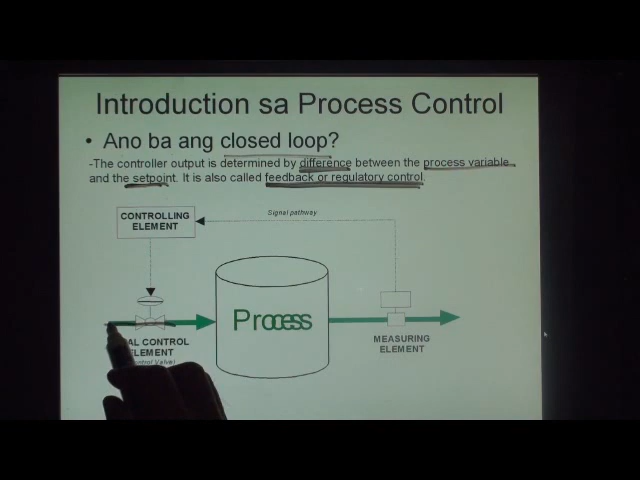 Introduction sa Process Control
• Ano ba ang closed loop?
-The controller output is determined by difference between the process variable
and the setpoint. It is also called feedback or regulatory control.
Signal pathway
CONTROLLING
ELEMENT
Process
AL CONTROL
ELEMENT
MEASURING
ELEMENT